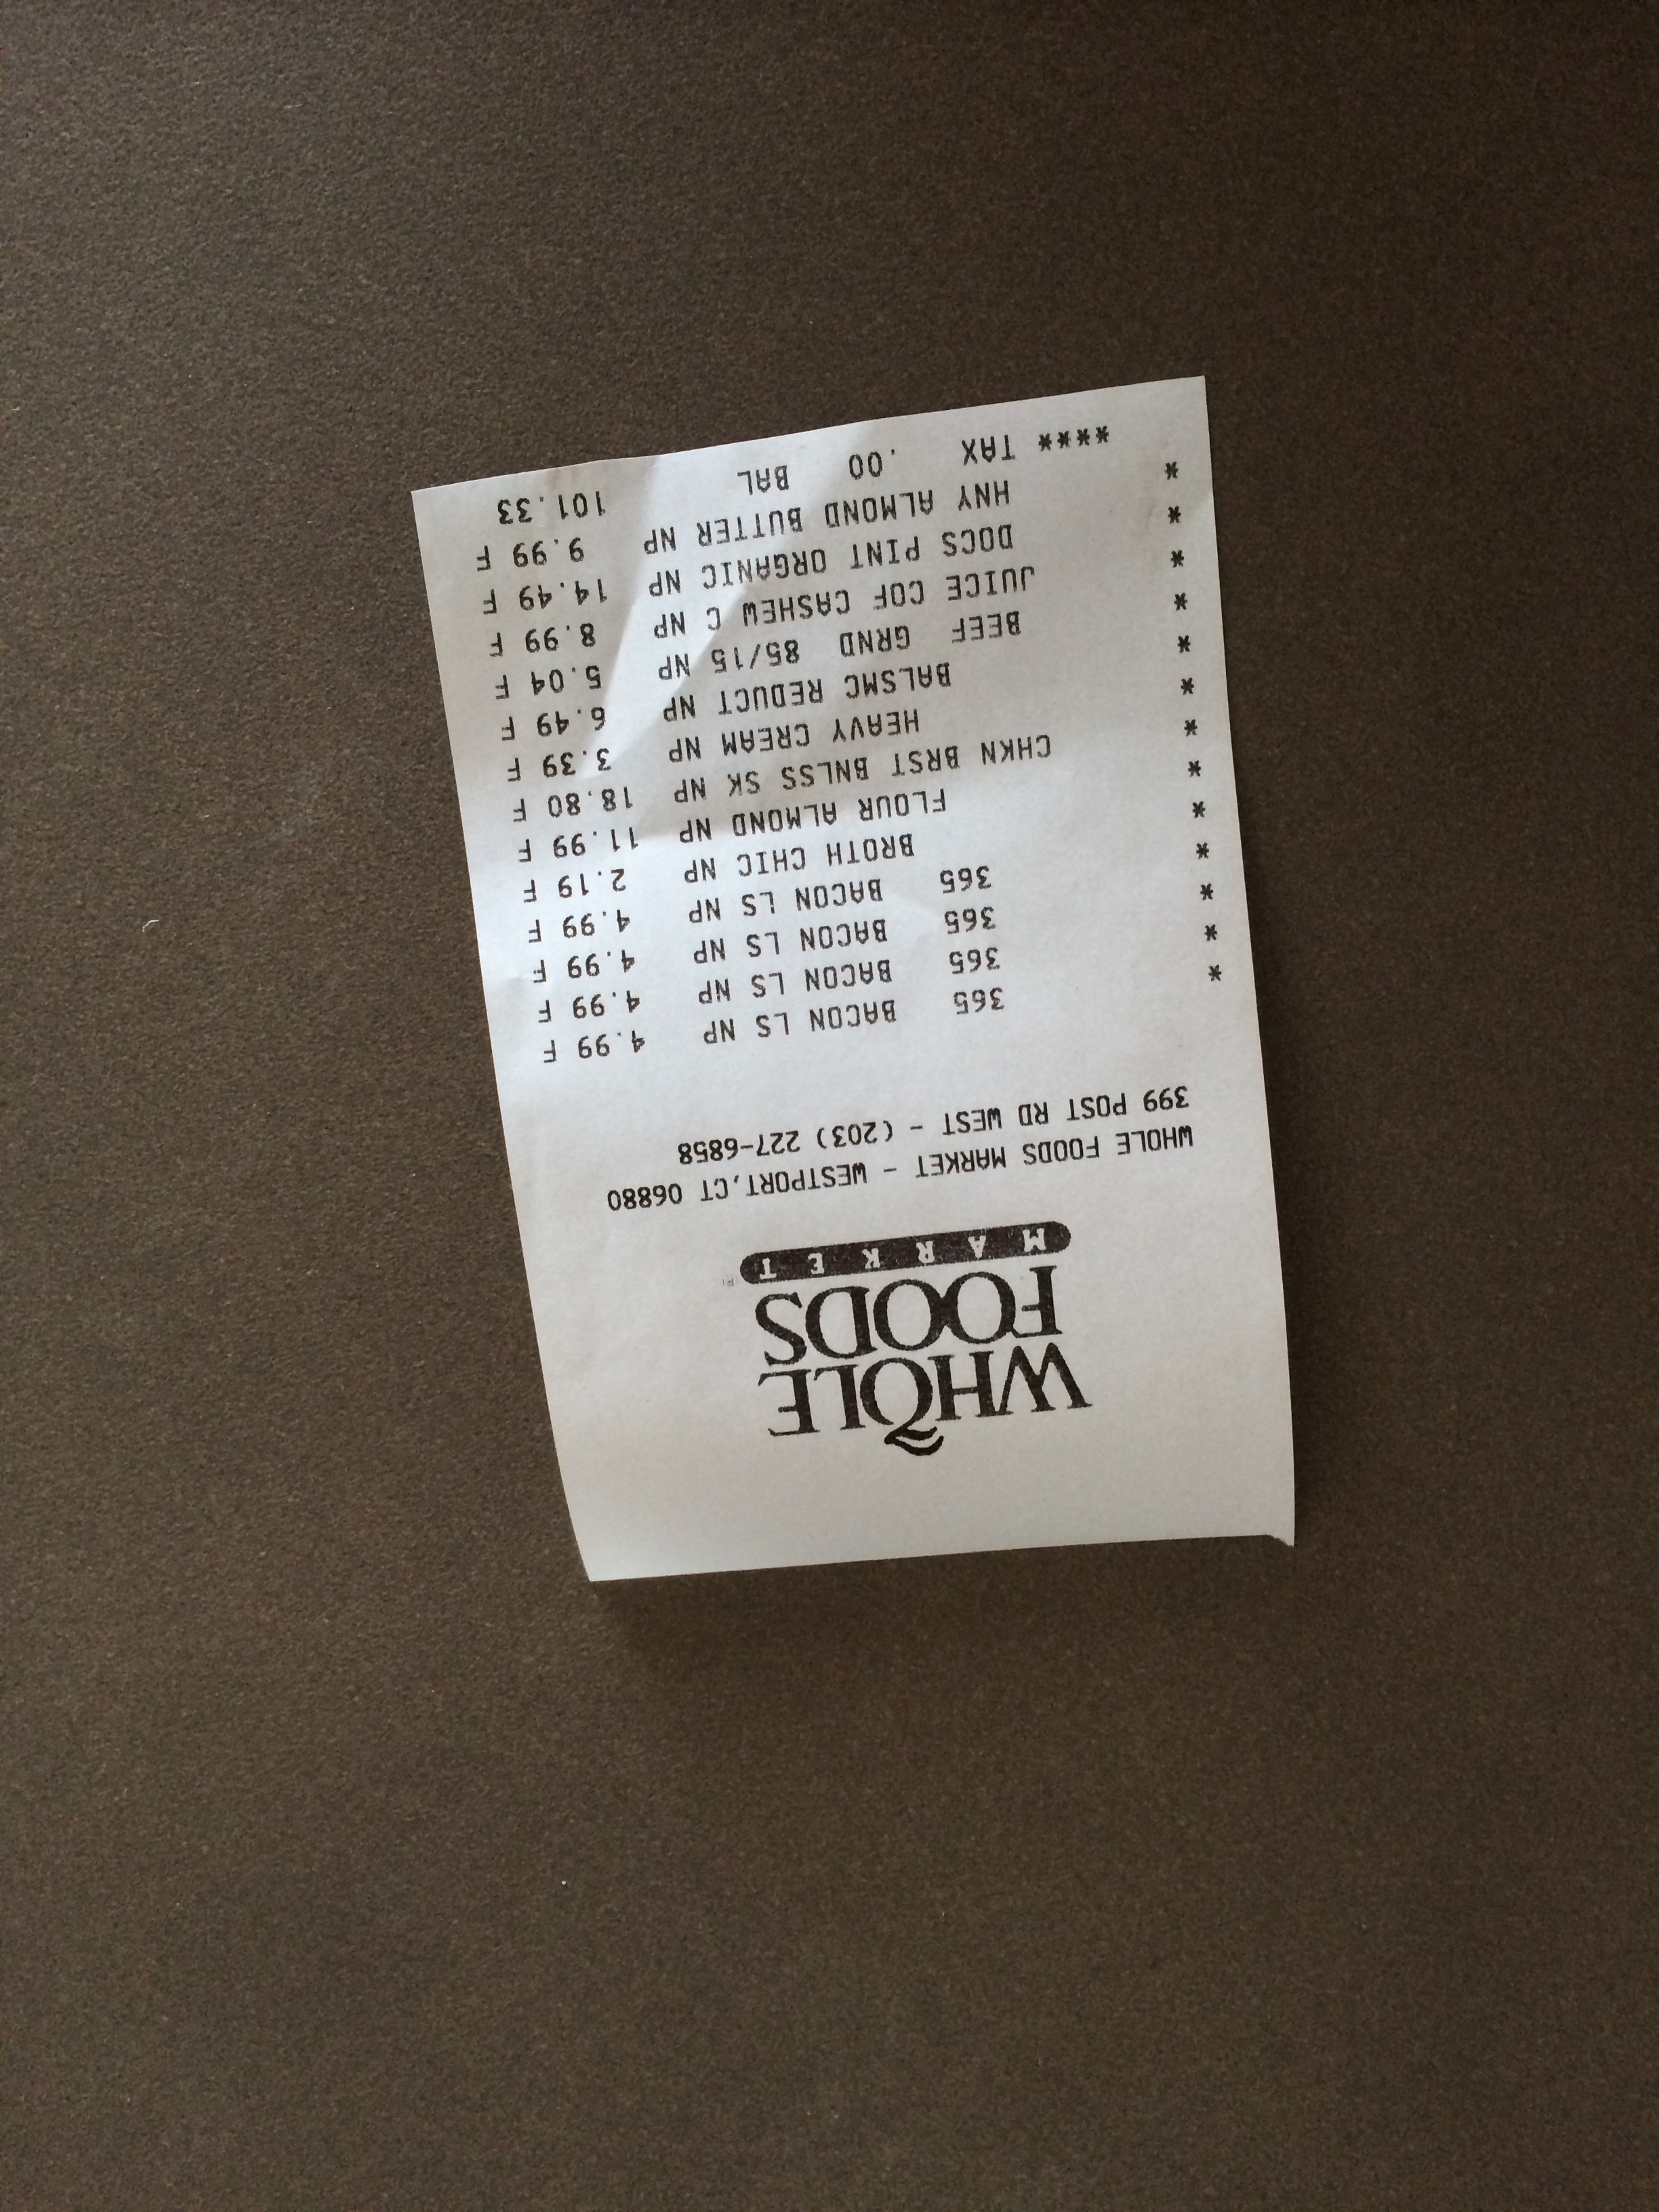 WHOLE
FOODS
MARKET
WHOLE FOODS MARKET - WESTPORT,CT 06880
399 POST RD WEST - (203) 227-6858
* 365 BACON LS NP 4.99 F
* 365 BACON LS NP 4.99 F
* 365 BACON LS NP 4.99 F
* 365 BACON LS NP 4.99 F
* BROTH CHIC NP 2.19 F
* FLOUR ALMOND NP 11.99 F
* CHKN BRST BNLSS SK NP 18.80 F
* HEAVY CREAM NP 3.39 F
* BALSMC REDUCT NP 6.49 F
* BEEF GRND 85/15 NP 5.04 F
* JUICE COF CASHEW C NP 8.99 F
* DOCS PINT ORGANIC NP 14.49 F
* HNY ALMOND BUTTER NP 9.99 F
**** TAX .00 BAL 101.33